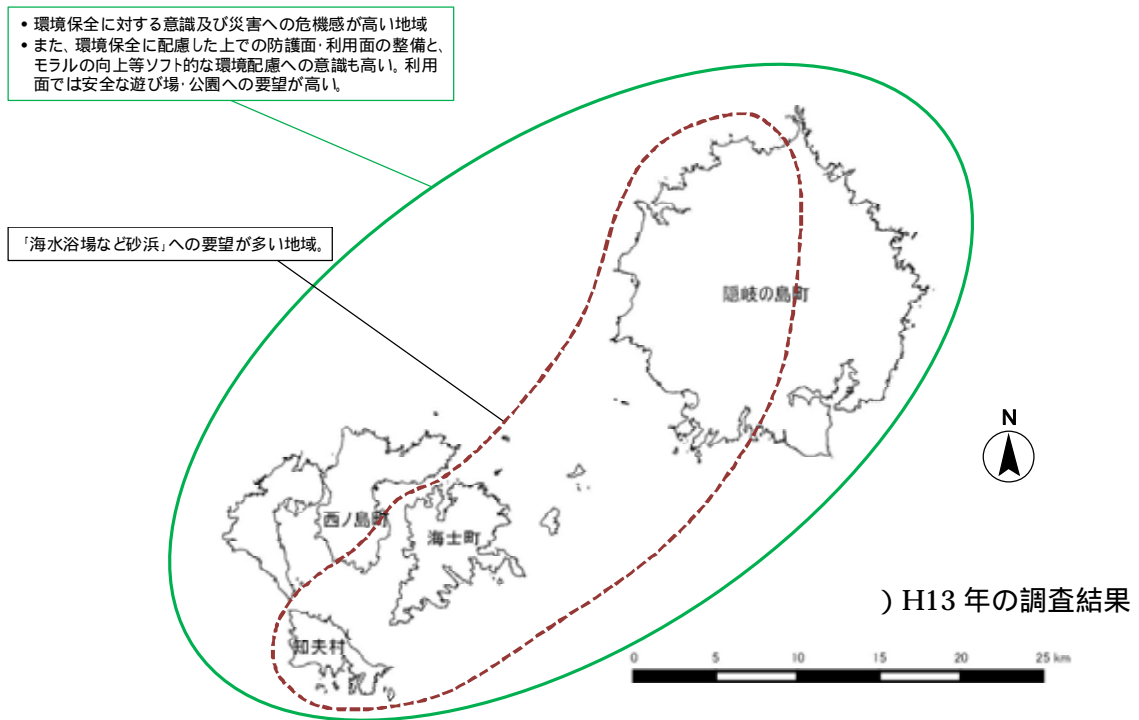 • 環境保全に対する意識及び災害への危機感が高い地域
• また、環境保全に配慮した上での防護面・利用面の整備と、
モラルの向上等ソフト的な環境配慮への意識も高い。利用
面では安全な遊び場・公園への要望が高い。
「海水浴場など砂浜」への要望が多い地域。
隠岐の島町
N
西ノ島町
海士町
）H13 年の調査結果
知夫村
0 5 10 15 20 25 km